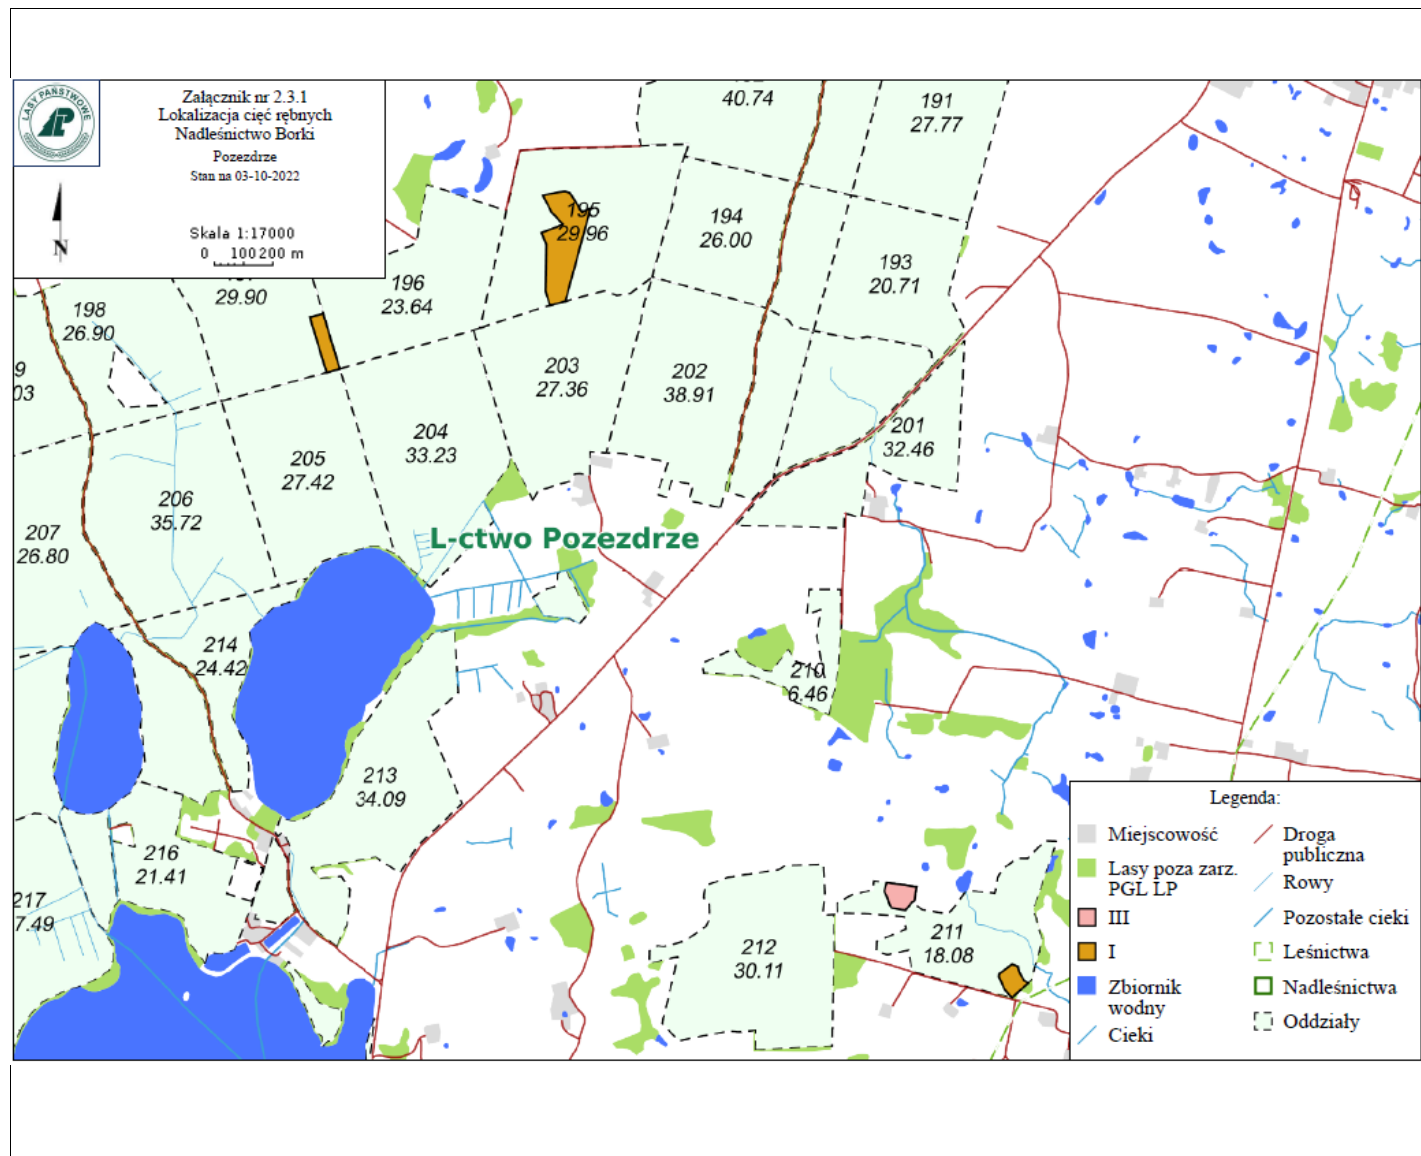 LASY PAŃSTWOWE
Załącznik nr 2.3.1
Lokalizacja cięć rębnych
Nadleśnictwo Borki
Pozezdrze
Stan na 03-10-2022
Skala 1:17000
0 100 200 m
N
40.74
191
27.77
195
29.96
194
26.00
193
20.71
196
23.64
29.90
198
26.90
9
03
203
27.36
202
38.91
201
32.46
204
33.23
205
27.42
206
35.72
207
26.80
L-ctwo Pozezdrze
214
24.42
210
6.46
213
34.09
216
21.41
217
7.49
212
30.11
211
18.08
Legenda:
Miejscowość
Lasy poza zarz.
PGL LP
III
I
Zbiornik
wodny
Cieki
Droga
publiczna
Rowy
Pozostałe cieki
Leśnictwa
Nadleśnictwa
Oddziały